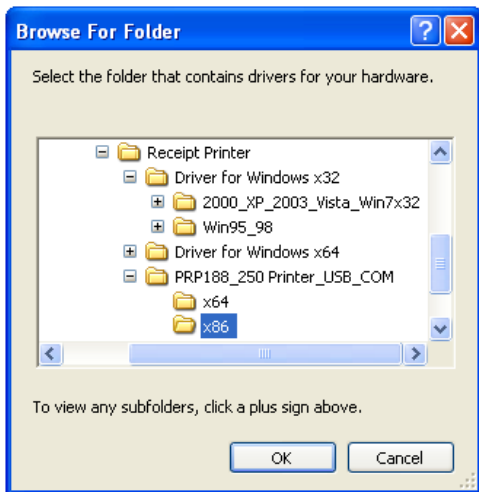 Browse For Folder
Select the folder that contains drivers for your hardware.
Receipt Printer
Driver for Windows x32
2000_XP_2003_Vista_Win7x32
Win95_98
Driver for Windows x64
PRP188_250 Printer_USB_COM
x64
x86
To view any subfolders, click a plus sign above.
OK Cancel